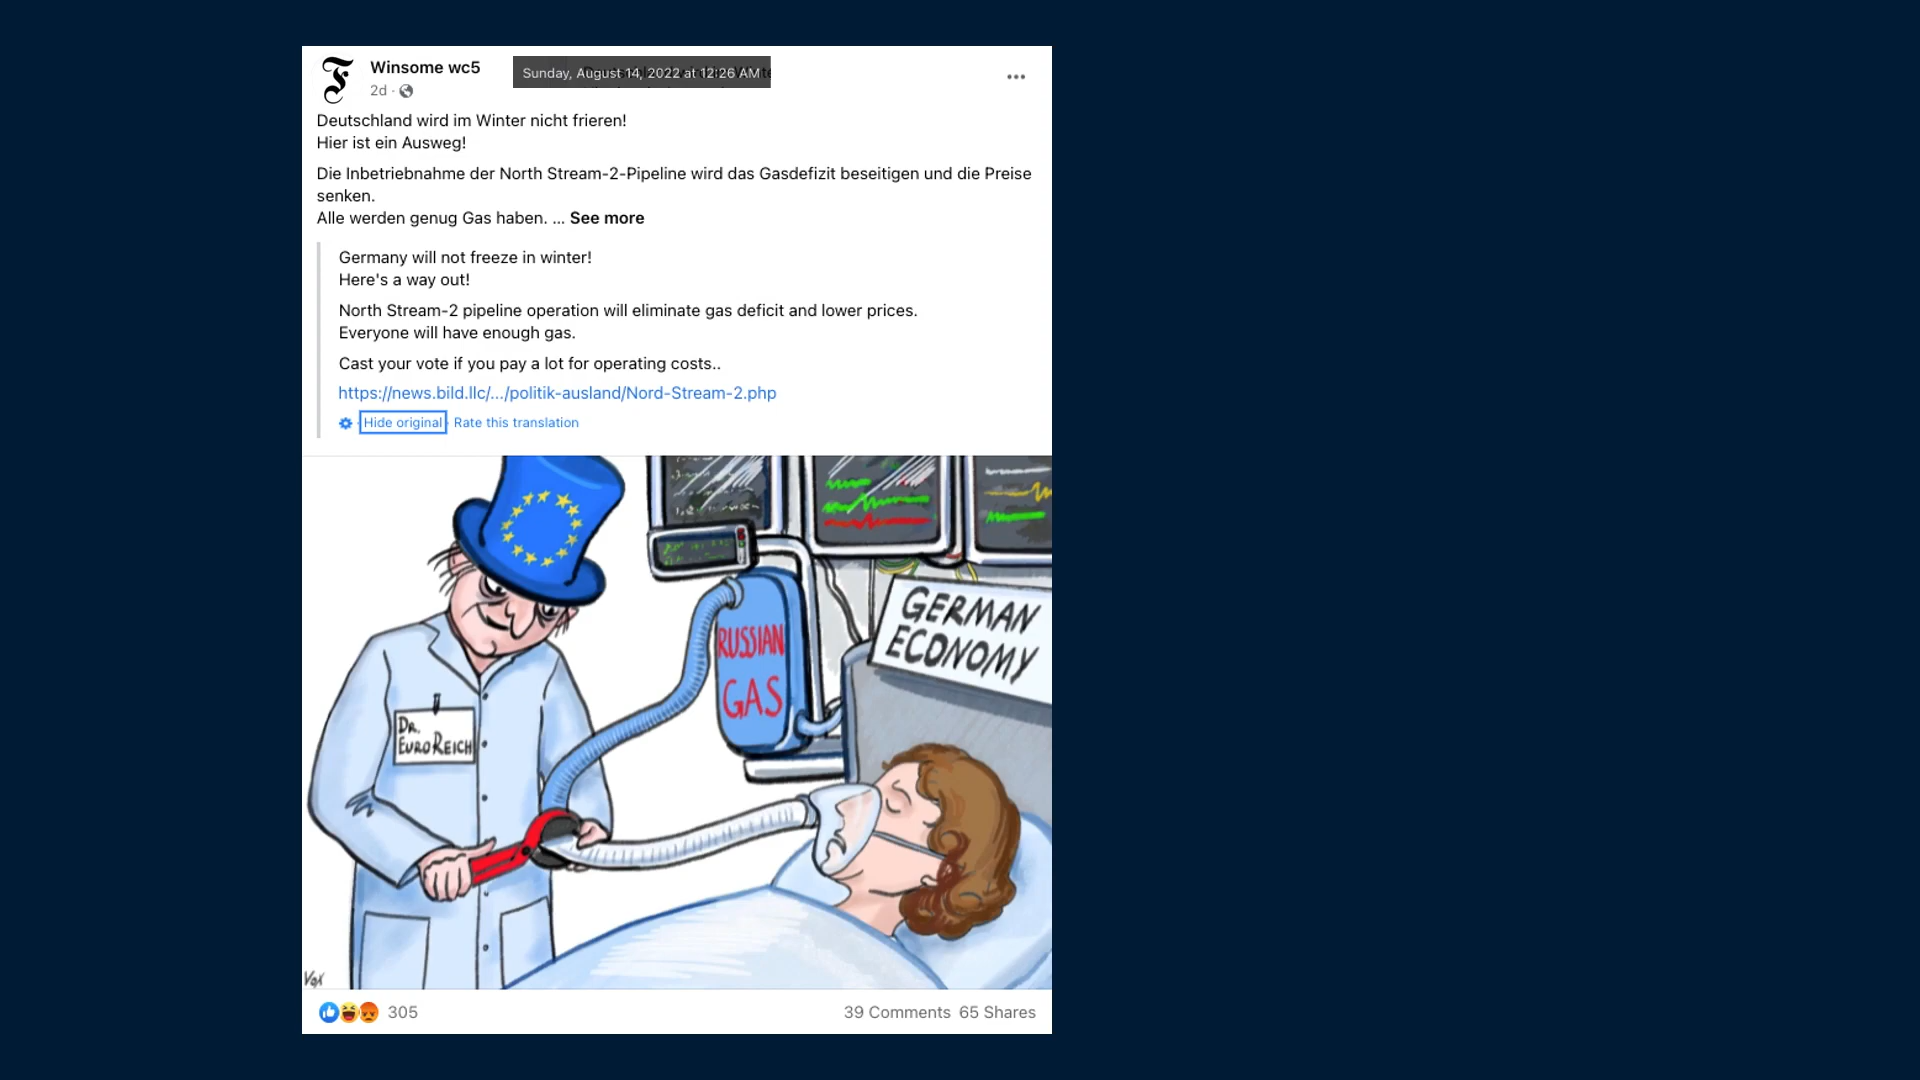 Winsome wc5
Sunday, August 14, 2022 at 12:26 AM
2d ·
Deutschland wird im Winter nicht frieren!
Hier ist ein Ausweg!
Die Inbetriebnahme der North Stream-2-Pipeline wird das Gasdefizit beseitigen und die Preise
senken.
Alle werden genug Gas haben. ... See more
Germany will not freeze in winter!
Here's a way out!
North Stream-2 pipeline operation will eliminate gas deficit and lower prices.
Everyone will have enough gas.
Cast your vote if you pay a lot for operating costs..
https://news.bild.llc/.../politik-ausland/Nord-Stream-2.php
· Hide original · Rate this translation
GERMAN
ECONOMY
RUSSIAN
GAS
DR.
EUROREICH
Vox
305
39 Comments 65 Shares